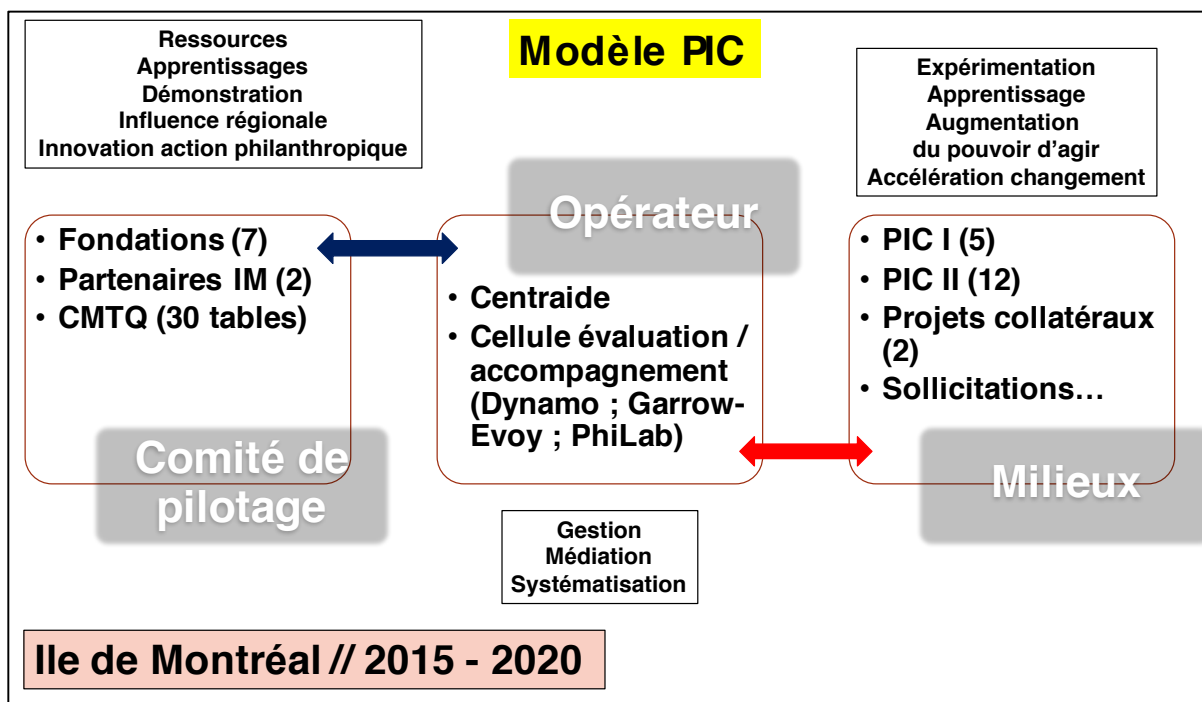 Modèle PIC
Ressources
Apprentissages
Démonstration
Influence régionale
Innovation action philanthropique
• Fondations (7)
• Partenaires IM (2)
• CMTQ (30 tables)
Comité de
pilotage
Opérateur
• Centraide
• Cellule évaluation /
accompagnement
(Dynamo ; Garrow-
Evoy ; PhiLab)
Gestion
Médiation
Systématisation
Expérimentation
Apprentissage
Augmentation
du pouvoir d’agir
Accélération changement
• PIC I (5)
• PIC II (12)
• Projets collatéraux
(2)
• Sollicitations…
Milieux
Ile de Montréal // 2015 - 2020